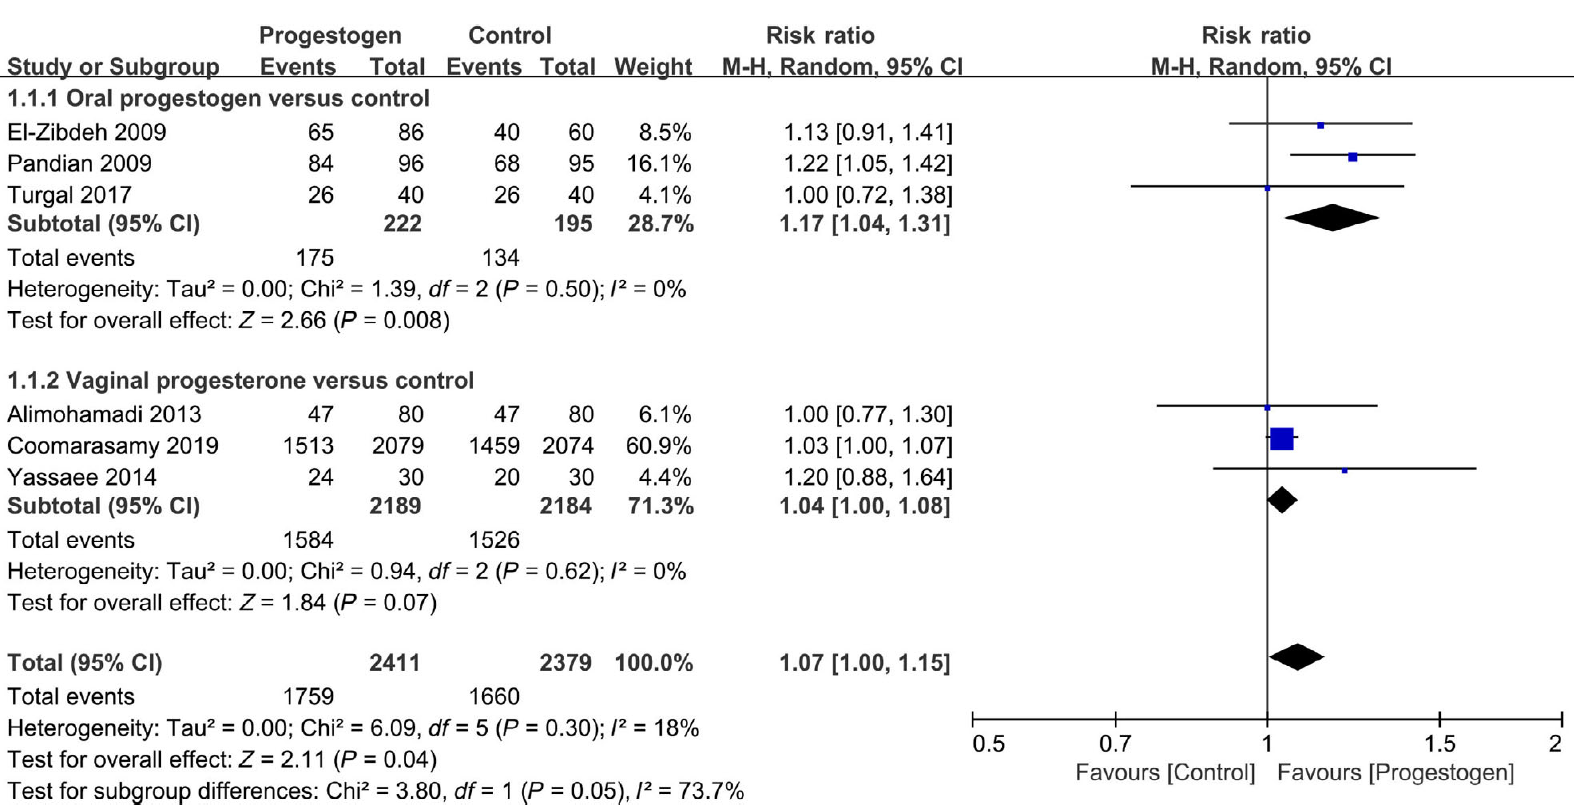 Progestogen Control Risk ratio Risk ratio
Study or Subgroup Events Total Events Total Weight M-H, Random, 95% CI M-H, Random, 95% CI
1.1.1 Oral progestogen versus control
El-Zibdeh 2009 65 86 40 60 8.5% 1.13 [0.91, 1.41]
Pandian 2009 84 96 68 95 16.1% 1.22 [1.05, 1.42]
Turgal 2017 26 40 26 40 4.1% 1.00 [0.72, 1.38]
Subtotal (95% CI) 222 195 28.7% 1.17 [1.04, 1.31]
Total events 175 134
Heterogeneity: Tau² = 0.00; Chi² = 1.39, df = 2 (P = 0.50); I² = 0%
Test for overall effect: Z = 2.66 (P = 0.008)
1.1.2 Vaginal progesterone versus control
Alimohamadi 2013 47 80 47 80 6.1% 1.00 [0.77, 1.30]
Coomarasamy 2019 1513 2079 1459 2074 60.9% 1.03 [1.00, 1.07]
Yassaee 2014 24 30 20 30 4.4% 1.20 [0.88, 1.64]
Subtotal (95% CI) 2189 2184 71.3% 1.04 [1.00, 1.08]
Total events 1584 1526
Heterogeneity: Tau² = 0.00; Chi² = 0.94, df = 2 (P = 0.62); I² = 0%
Test for overall effect: Z = 1.84 (P = 0.07)
Total (95% CI) 2411 2379 100.0% 1.07 [1.00, 1.15]
Total events 1759 1660
Heterogeneity: Tau² = 0.00; Chi² = 6.09, df = 5 (P = 0.30); I² = 18%
Test for overall effect: Z = 2.11 (P = 0.04)
Test for subgroup differences: Chi² = 3.80, df = 1 (P = 0.05), I² = 73.7%
0.5 0.7 1 1.5 2
Favours [Control] Favours [Progestogen]